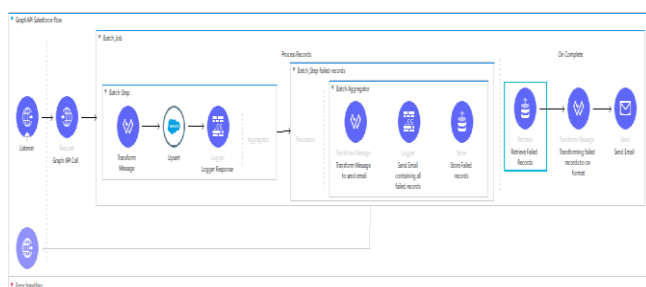 GraphAPI-Salesforce-flow
Batch_Job
Process Records
On Complete
Batch_Step-failed-records
Batch Step
Batch Aggregator
Listener
Request
Graph API Call
Transform
Message
Upsert
Logger
Logger Response
Aggregator
Processors
Transform Message
Transform Message
to send email
Logger
Send Email
containing all
failed records
Store
Store Failed
records
Retrieve
Retrieve Failed
Records
Transform Message
Transforming failed
records to csv
format
Send
Send Email
Error handling